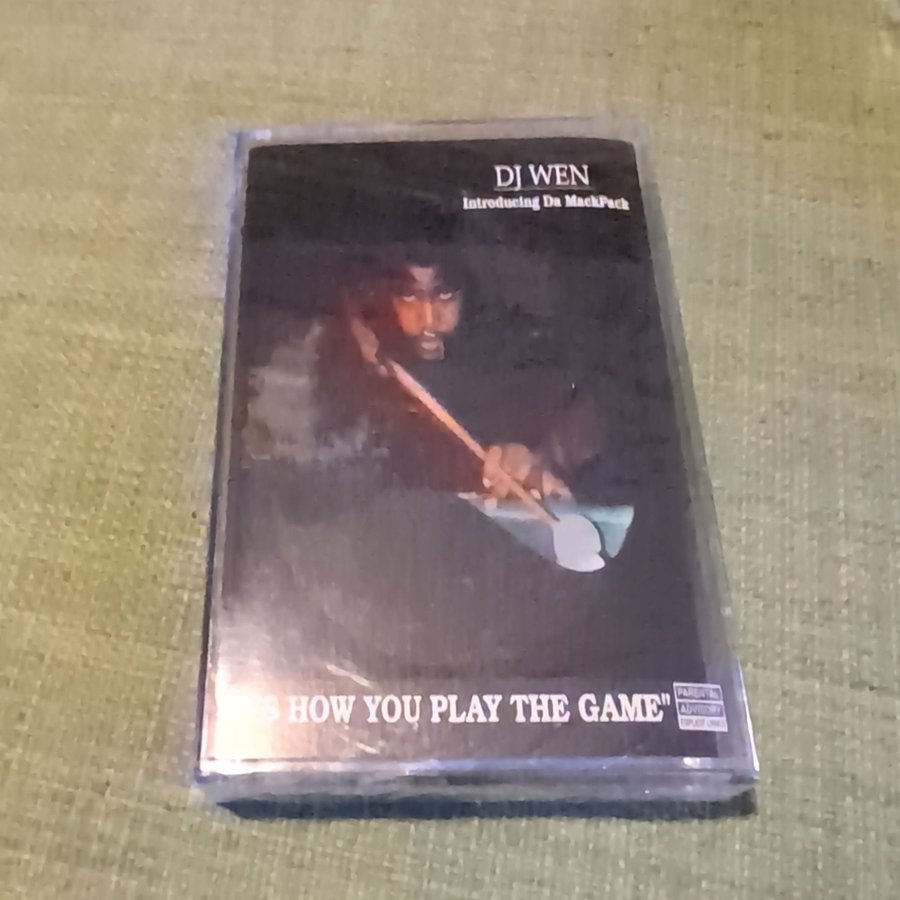 DJ WEN
Introducing Da MackPack
S HOW YOU PLAY THE GAME"
PARENTAL
ADVISORY
EXPLICIT LYRICS